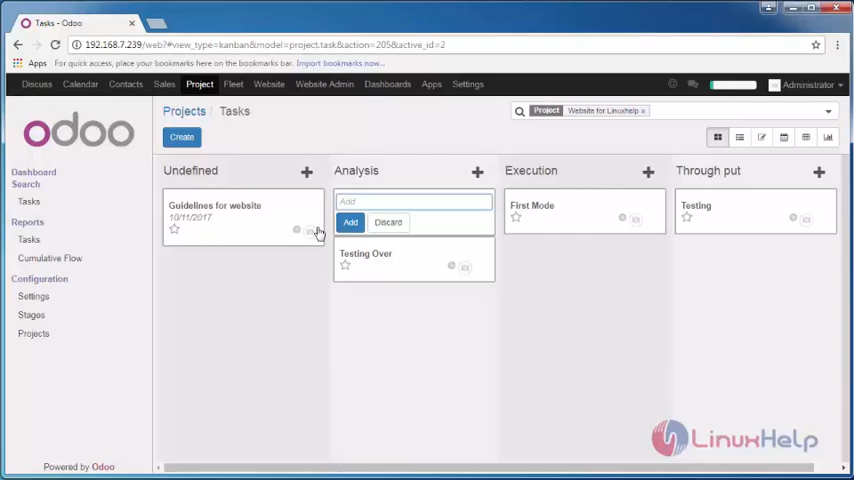 Tasks - Odoo
192.168.7.239/web?#view_type=kanban&model=project.task&action=205&active_id=2
Apps For quick access, place your bookmarks here on the bookmarks bar. Import bookmarks now...
Discuss Calendar Contacts Sales Project Fleet Website Website Admin Dashboards Apps Settings Administrator
odoo
Projects / Tasks
Project Website for Linuxhelp x
Create
Dashboard
Search
Tasks
Reports
Tasks
Cumulative Flow
Configuration
Settings
Stages
Projects
Undefined
Guidelines for website
10/11/2017
Analysis
Add
Add Discard
Testing Over
Execution
First Mode
Through put
Testing
LinuxHelp
Powered by Odoo